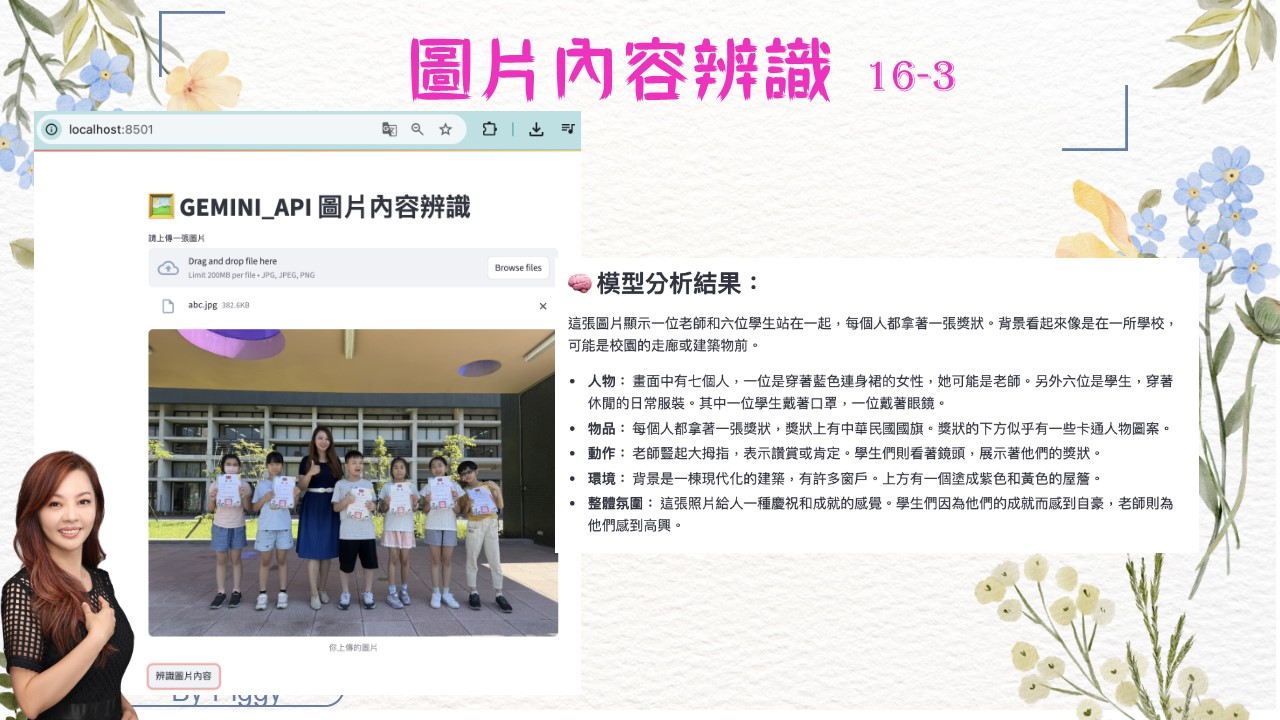 圖片內容辨識 16-3
localhost:8501
GEMINI_API 圖片內容辨識
請上傳一張圖片
Drag and drop file here
Limit 200MB per file • JPG, JPEG, PNG
Browse files
abc.jpg 382.6KB
你上傳的圖片
辨識圖片內容
By Piggy
模型分析結果：
這張圖片顯示一位老師和六位學生站在一起，每個人都拿著一張獎狀。背景看起來像是在一所學校，
可能是校園的走廊或建築物前。
• 人物： 畫面中有七個人，一位是穿著藍色連身裙的女性，她可能是老師。另外六位是學生，穿著
休閒的日常服裝。其中一位學生戴著口罩，一位戴著眼鏡。
• 物品： 每個人都拿著一張獎狀，獎狀上有中華民國國旗。獎狀的下方似乎有一些卡通人物圖案。
• 動作： 老師豎起大拇指，表示讚賞或肯定。學生們則看著鏡頭，展示著他們的獎狀。
• 環境： 背景是一棟現代化的建築，有許多窗戶。上方有一個塗成紫色和黃色的屋簷。
• 整體氛圍： 這張照片給人一種慶祝和成就的感覺。學生們因為他們的成就而感到自豪，老師則為
他們感到高興。